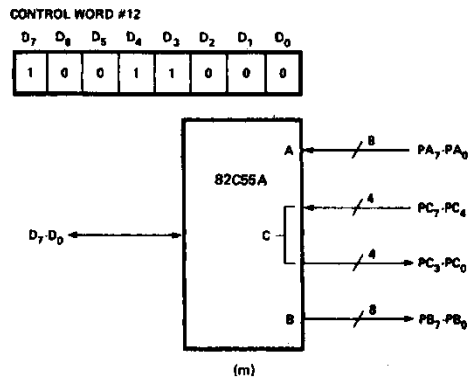 CONTROL WORD #12
D7 D6 D5 D4 D3 D2 D1 D0
1 0 0 1 1 0 0 0
A 8 PA7-PA0
82C55A
4 PC7-PC4
D7-D0 C
4 PC3-PC0
B 8 PB7-PB0
(m)